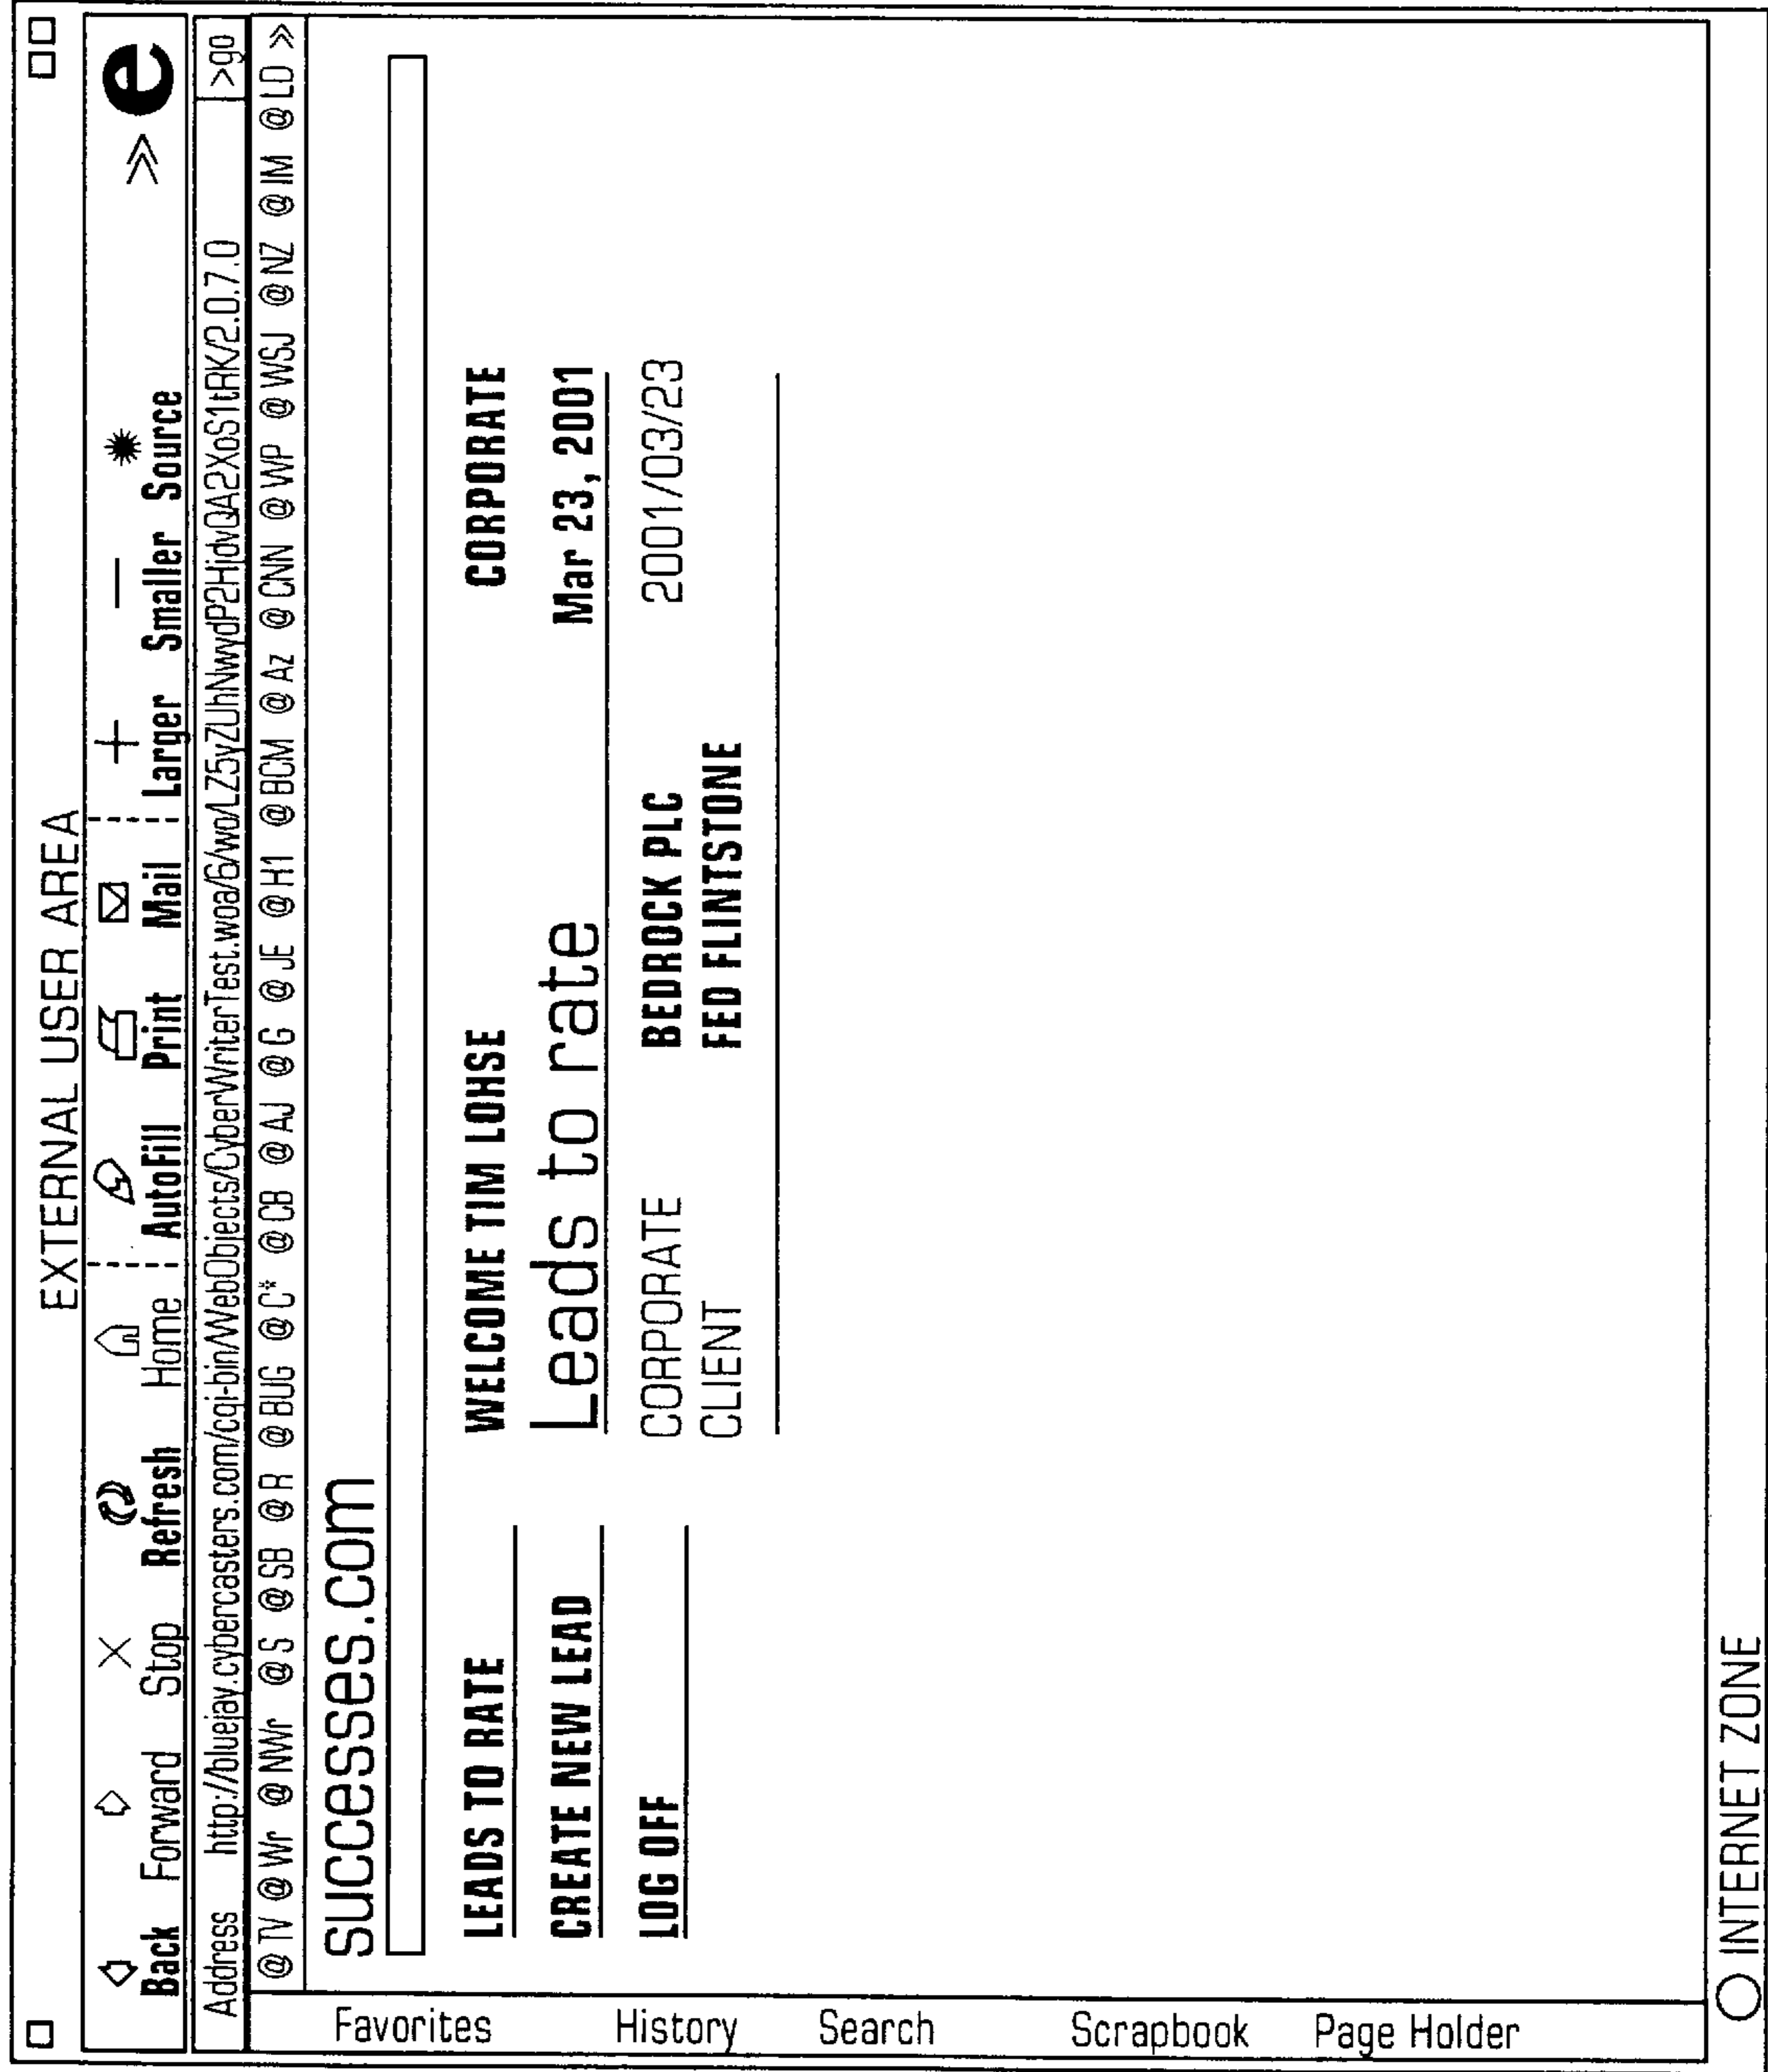 EXTERNAL USER AREA
Back Forward Stop Refresh Home AutoFill Print Mail Larger Smaller Source >> e
Address http://bluejay.cybercasters.com/cgi-bin/WebObjects/CyberWriterTest.woa/6/wo/LZ5yZUhNwydP2HjdvQA2XoS1tRK/2.0.7.0 >go
@TV @Wr @NWr @S @SB @R @BUG @C* @CB @AJ @G @JE @H1 @BCM @Az @CNN @WP @WSJ @NZ @IM @LD >>
successes.com
LEADS TO RATE
CREATE NEW LEAD
LOG OFF
WELCOME TIM LOHSE CORPORATE
Leads to rate Mar 23, 2001
CORPORATE BEDROCK PLC 2001/03/23
CLIENT FED FLINTSTONE
Favorites
History
Search
Scrapbook
Page Holder
INTERNET ZONE